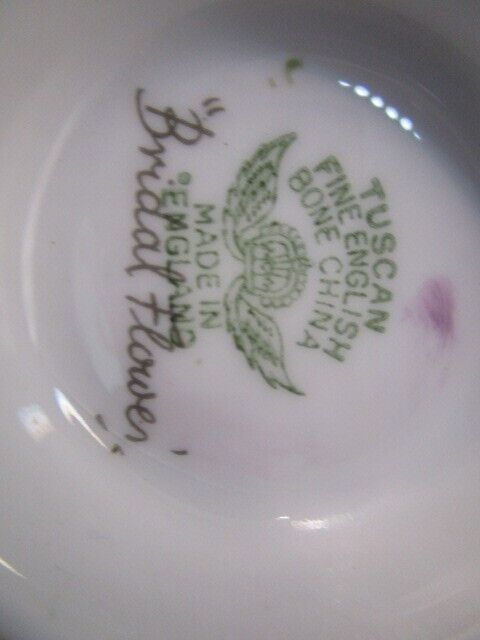 TUSCAN
FINE ENGLISH
BONE CHINA
MADE IN
ENGLAND
"Bridal Flower"